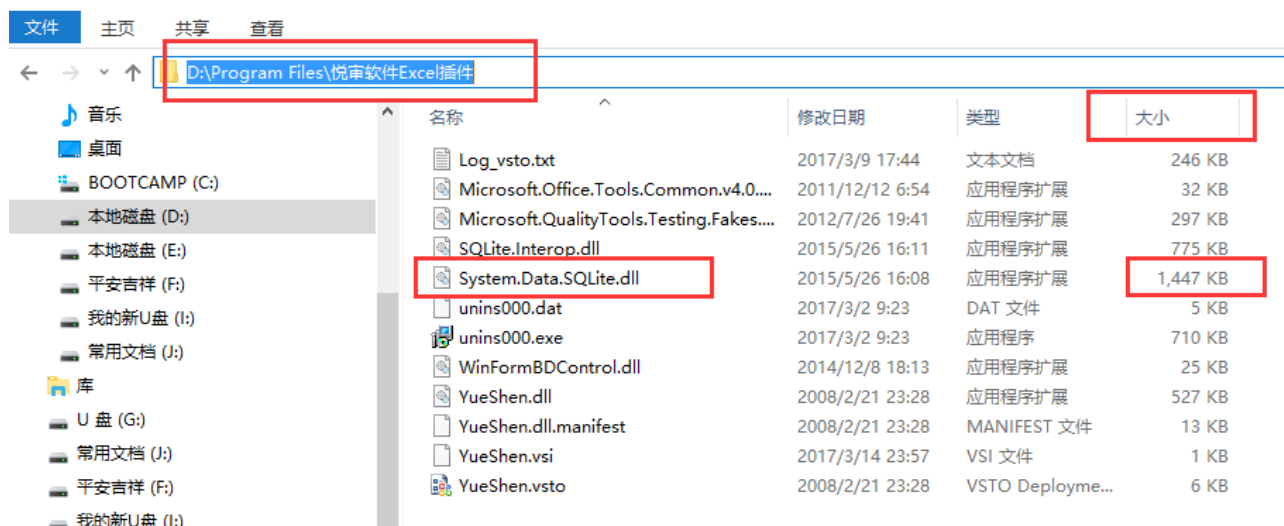 文件 主页 共享 查看
D:\Program Files\悦审软件Excel插件
音乐
桌面
BOOTCAMP (C:)
本地磁盘 (D:)
本地磁盘 (E:)
平安吉祥 (F:)
我的新U盘 (I:)
常用文档 (J:)
库
U 盘 (G:)
常用文档 (J:)
平安吉祥 (F:)
我的新U盘 (I:)
名称 修改日期 类型 大小
Log_vsto.txt 2017/3/9 17:44 文本文档 246 KB
Microsoft.Office.Tools.Common.v4.0.... 2011/12/12 6:54 应用程序扩展 32 KB
Microsoft.QualityTools.Testing.Fakes.... 2012/7/26 19:41 应用程序扩展 297 KB
SQLite.Interop.dll 2015/5/26 16:11 应用程序扩展 775 KB
System.Data.SQLite.dll 2015/5/26 16:08 应用程序扩展 1,447 KB
unins000.dat 2017/3/2 9:23 DAT 文件 5 KB
unins000.exe 2017/3/2 9:23 应用程序 710 KB
WinFormBDControl.dll 2014/12/8 18:13 应用程序扩展 25 KB
YueShen.dll 2008/2/21 23:28 应用程序扩展 527 KB
YueShen.dll.manifest 2008/2/21 23:28 MANIFEST 文件 13 KB
YueShen.vsi 2017/3/14 23:57 VSI 文件 1 KB
YueShen.vsto 2008/2/21 23:28 VSTO Deployme... 6 KB